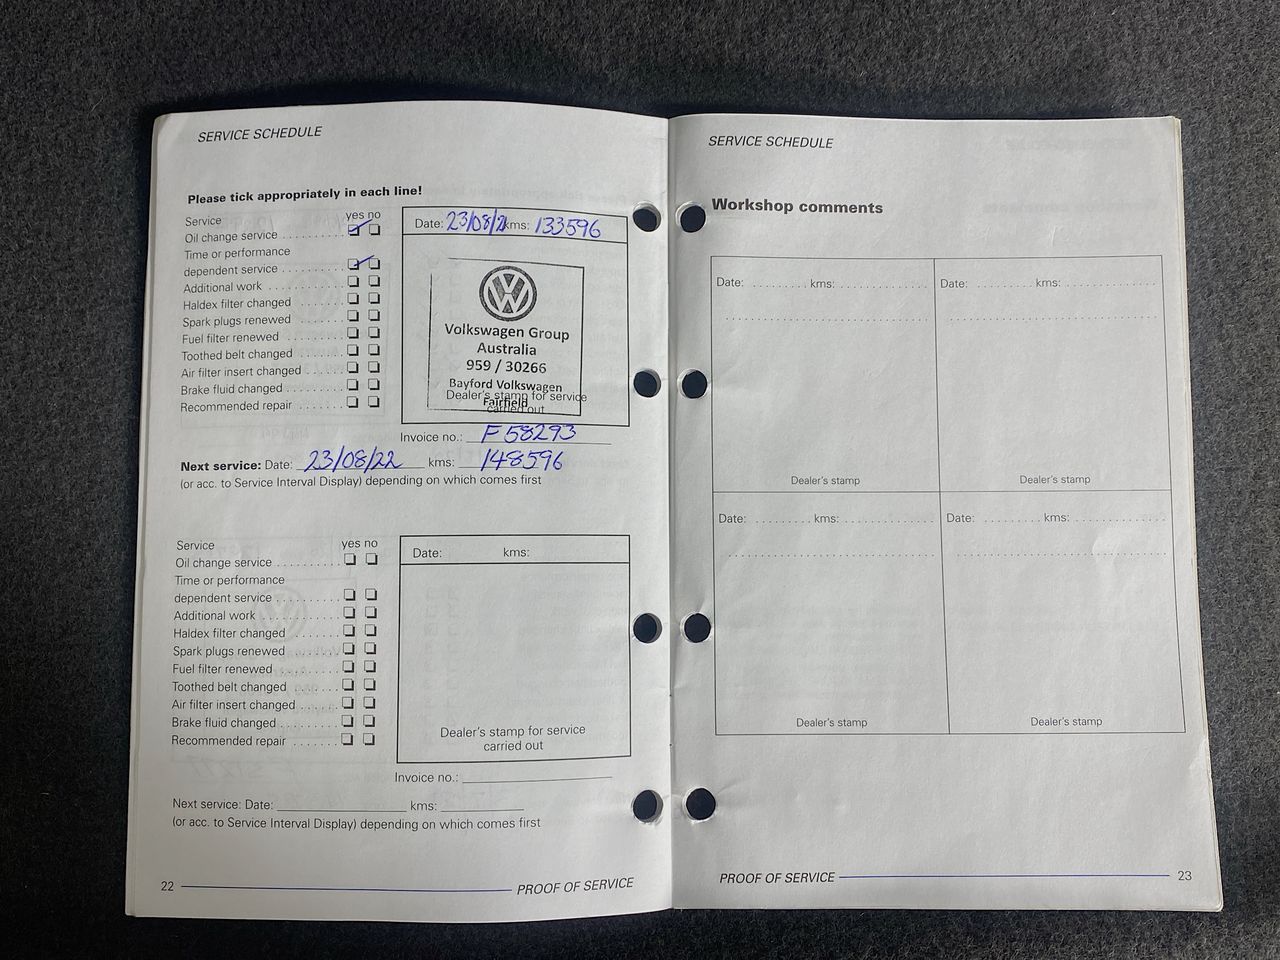 SERVICE SCHEDULE
Please tick appropriately in each line!
Service yes no
Oil change service
Time or performance
dependent service
Additional work
Haldex filter changed
Spark plugs renewed
Fuel filter renewed
Toothed belt changed
Air filter insert changed
Brake fluid changed
Recommended repair
Date: 23/08/21 kms: 133596
Volkswagen Group
Australia
959 / 30266
Bayford Volkswagen
Fairfield
Dealer's stamp for service
carried out
Invoice no.: F 58293
Next service: Date: 23/08/22 kms: 148596
(or acc. to Service Interval Display) depending on which comes first
Service yes no
Oil change service
Time or performance
dependent service
Additional work
Haldex filter changed
Spark plugs renewed
Fuel filter renewed
Toothed belt changed
Air filter insert changed
Brake fluid changed
Recommended repair
Date: kms:
Dealer's stamp for service
carried out
Invoice no.:
Next service: Date: kms:
(or acc. to Service Interval Display) depending on which comes first
22 PROOF OF SERVICE
SERVICE SCHEDULE
Workshop comments
Date: kms:
Dealer's stamp
Date: kms:
Dealer's stamp
Date: kms:
Dealer's stamp
Date: kms:
Dealer's stamp
PROOF OF SERVICE 23